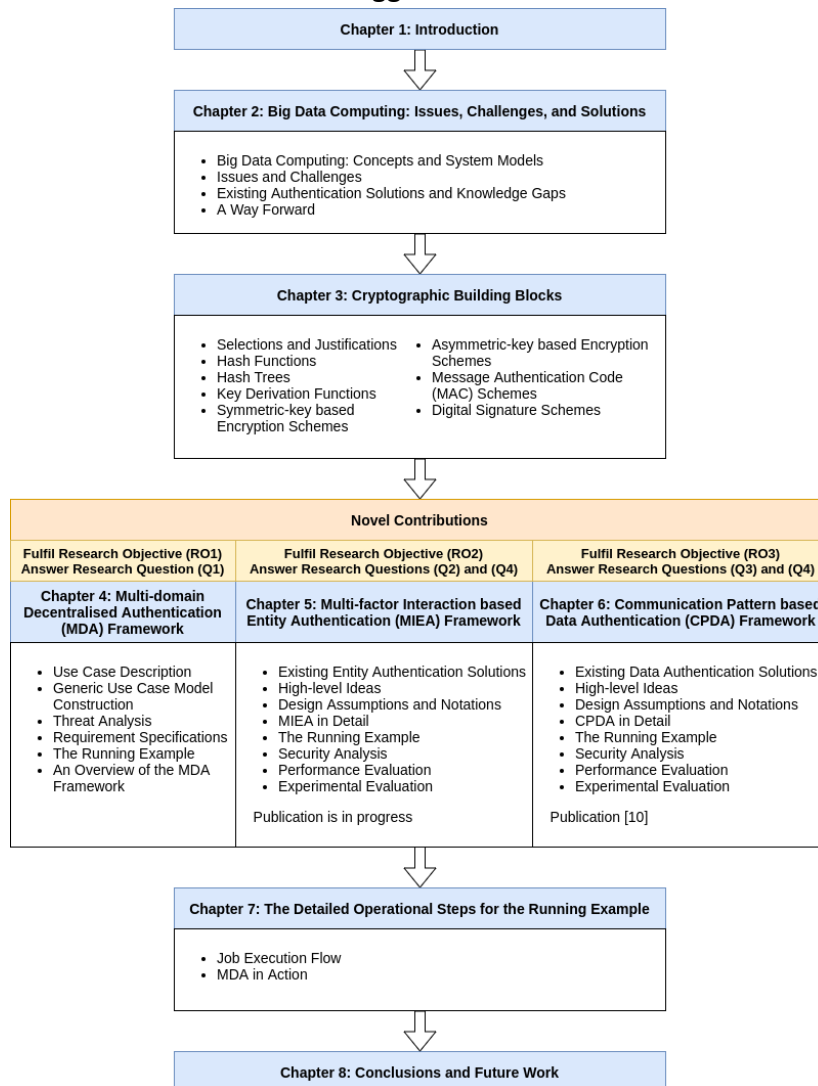 Chapter 1: Introduction
Chapter 2: Big Data Computing: Issues, Challenges, and Solutions
• Big Data Computing: Concepts and System Models
• Issues and Challenges
• Existing Authentication Solutions and Knowledge Gaps
• A Way Forward
Chapter 3: Cryptographic Building Blocks
• Selections and Justifications
• Hash Functions
• Hash Trees
• Key Derivation Functions
• Symmetric-key based
Encryption Schemes
• Asymmetric-key based Encryption
Schemes
• Message Authentication Code
(MAC) Schemes
• Digital Signature Schemes
Novel Contributions
Fulfil Research Objective (RO1)
Answer Research Question (Q1)
Chapter 4: Multi-domain
Decentralised Authentication
(MDA) Framework
• Use Case Description
• Generic Use Case Model
Construction
• Threat Analysis
• Requirement Specifications
• The Running Example
• An Overview of the MDA
Framework
Fulfil Research Objective (RO2)
Answer Research Questions (Q2) and (Q4)
Chapter 5: Multi-factor Interaction based
Entity Authentication (MIEA) Framework
• Existing Entity Authentication Solutions
• High-level Ideas
• Design Assumptions and Notations
• MIEA in Detail
• The Running Example
• Security Analysis
• Performance Evaluation
• Experimental Evaluation
Publication is in progress
Fulfil Research Objective (RO3)
Answer Research Questions (Q3) and (Q4)
Chapter 6: Communication Pattern based
Data Authentication (CPDA) Framework
• Existing Data Authentication Solutions
• High-level Ideas
• Design Assumptions and Notations
• CPDA in Detail
• The Running Example
• Security Analysis
• Performance Evaluation
• Experimental Evaluation
Publication [10]
Chapter 7: The Detailed Operational Steps for the Running Example
• Job Execution Flow
• MDA in Action
Chapter 8: Conclusions and Future Work